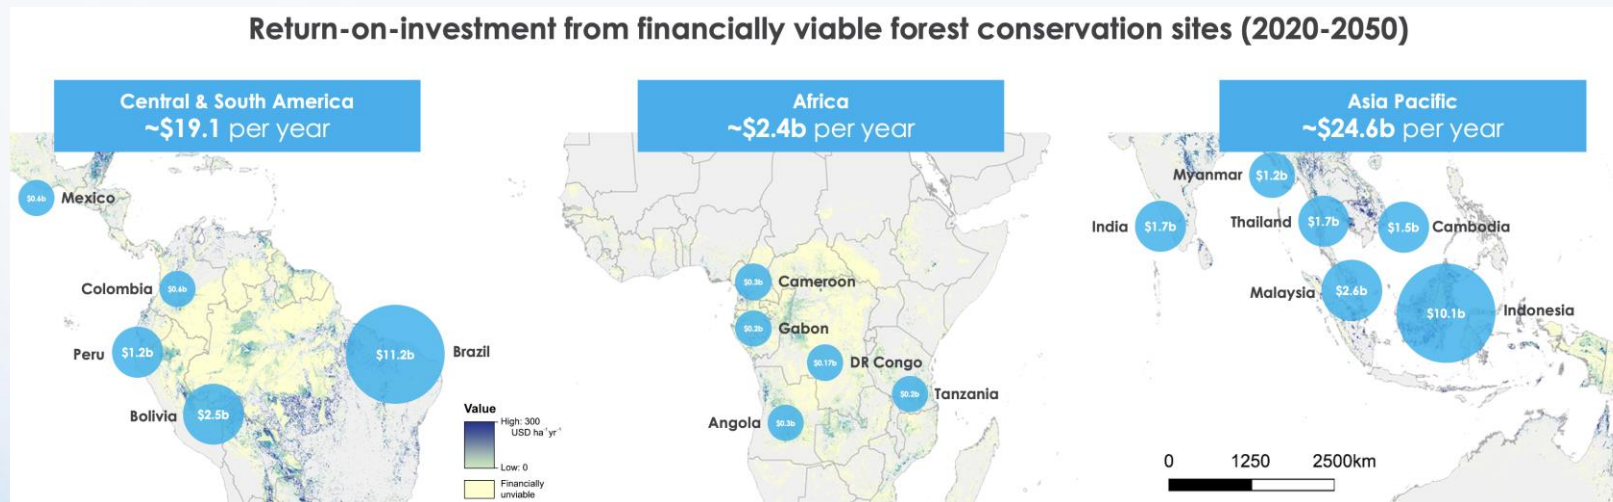 Return-on-investment from financially viable forest conservation sites (2020-2050)
Central & South America
~$19.1 per year
Africa
~$2.4b per year
Asia Pacific
~$24.6b per year
$0.6b Mexico
Colombia $0.6b
Peru $1.2b
$11.2b Brazil
Bolivia $2.5b
Value
High: 300
USD ha⁻¹ yr⁻¹
Low: 0
Financially
unviable
$0.3b Cameroon
$0.2b Gabon
$0.17b DR Congo
$0.2b Tanzania
Angola $0.3b
Myanmar $1.2b
India $1.7b
Thailand $1.7b
$1.5b Cambodia
Malaysia $2.6b
$10.1b Indonesia
0 1250 2500km